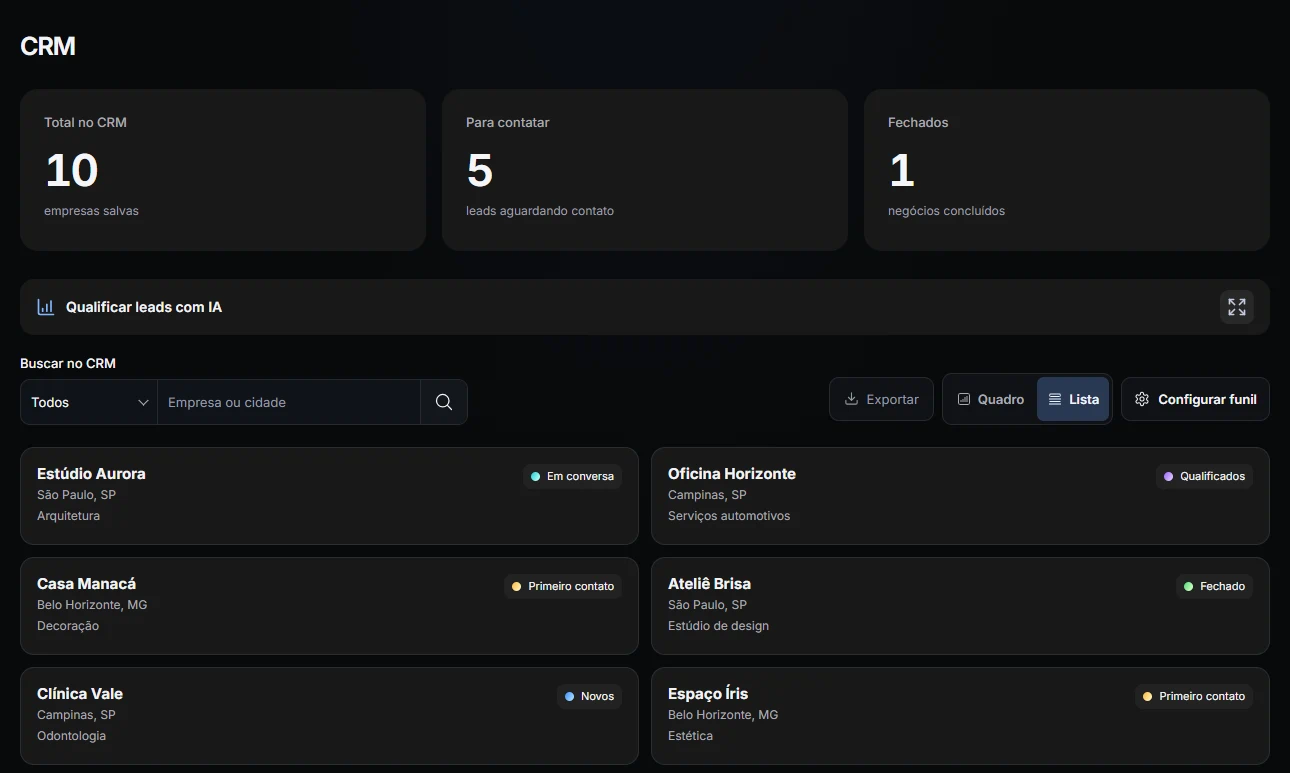 CRM
Total no CRM
10
empresas salvas
Para contatar
5
leads aguardando contato
Fechados
1
negócios concluídos
Qualificar leads com IA
Buscar no CRM
Todos
Empresa ou cidade
Exportar
Quadro
Lista
Configurar funil
Estúdio Aurora
Em conversa
São Paulo, SP
Arquitetura
Oficina Horizonte
Qualificados
Campinas, SP
Serviços automotivos
Casa Manacá
Primeiro contato
Belo Horizonte, MG
Decoração
Ateliê Brisa
Fechado
São Paulo, SP
Estúdio de design
Clínica Vale
Novos
Campinas, SP
Odontologia
Espaço Íris
Primeiro contato
Belo Horizonte, MG
Estética